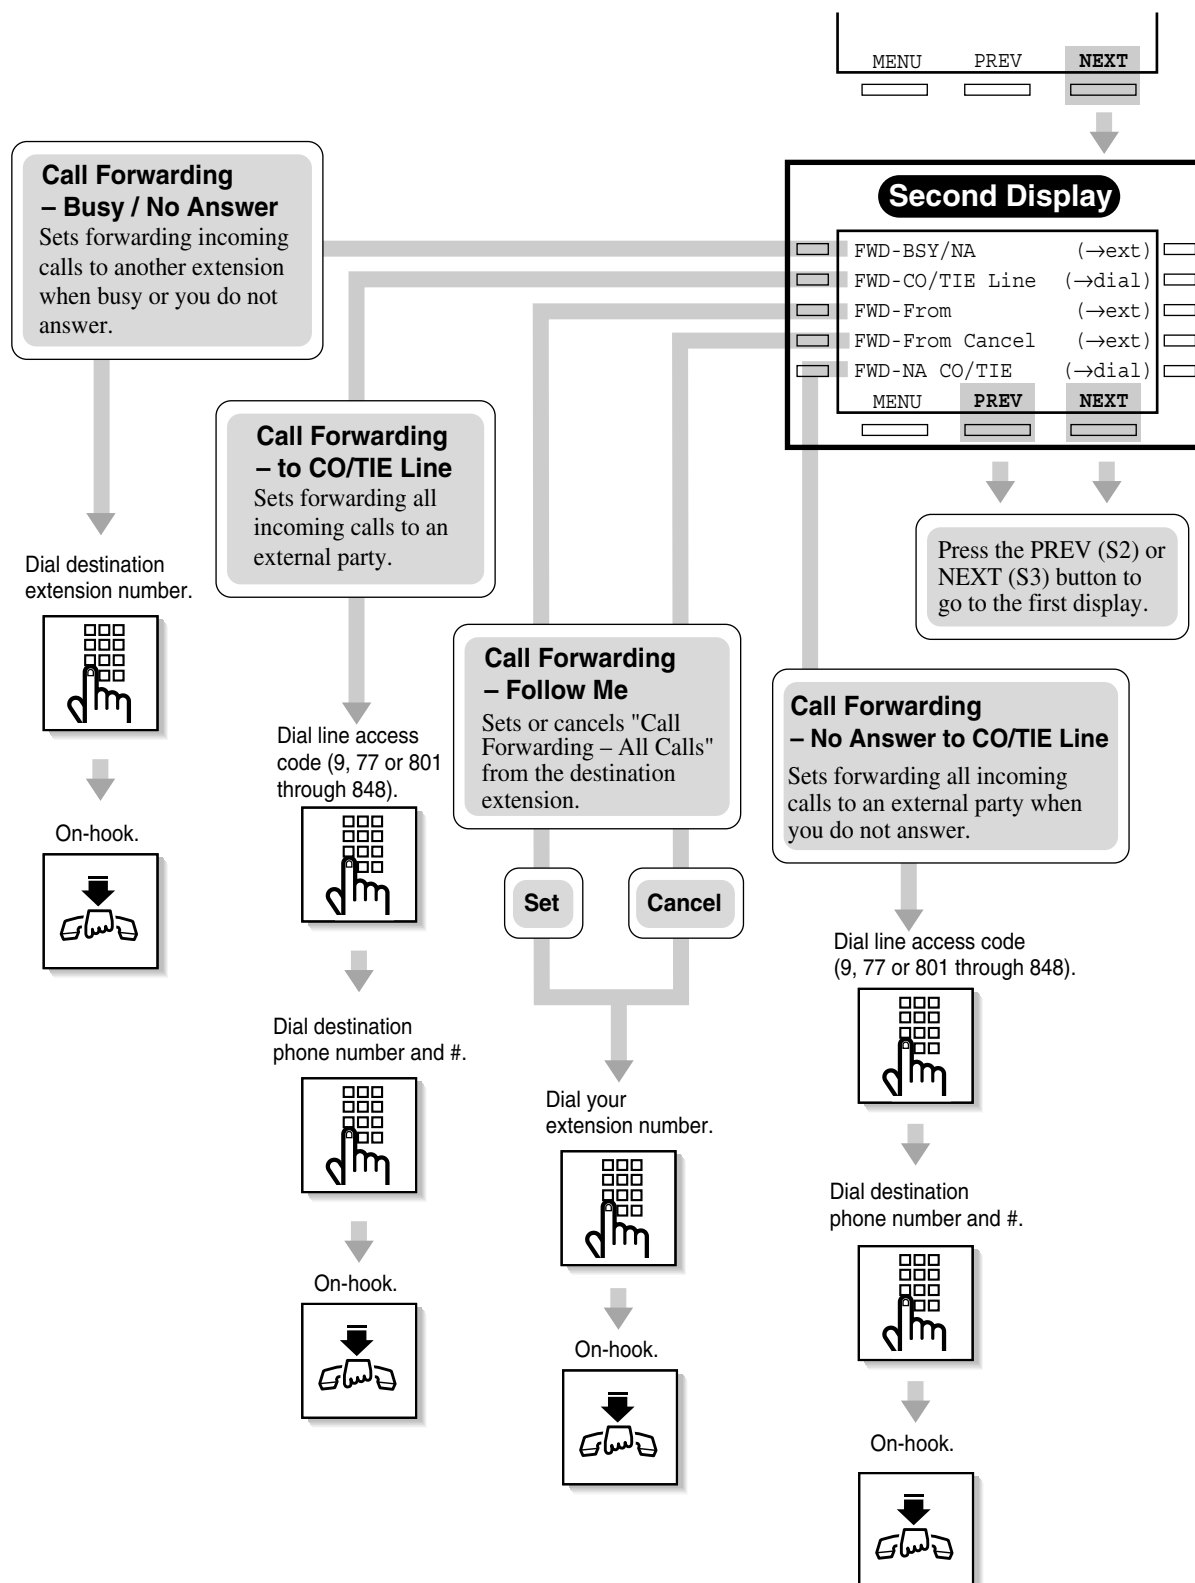 MENU PREV NEXT
Call Forwarding
– Busy / No Answer
Sets forwarding incoming
calls to another extension
when busy or you do not
answer.
Second Display
FWD-BSY/NA (→ext)
FWD-CO/TIE Line (→dial)
FWD-From (→ext)
FWD-From Cancel (→ext)
FWD-NA CO/TIE (→dial)
MENU PREV NEXT
Call Forwarding
– to CO/TIE Line
Sets forwarding all
incoming calls to an
external party.
Press the PREV (S2) or
NEXT (S3) button to
go to the first display.
Dial destination
extension number.
On-hook.
Dial line access
code (9, 77 or 801
through 848).
Dial destination
phone number and #.
On-hook.
Call Forwarding
– Follow Me
Sets or cancels "Call
Forwarding – All Calls"
from the destination
extension.
Set
Cancel
Dial your
extension number.
On-hook.
Call Forwarding
– No Answer to CO/TIE Line
Sets forwarding all incoming
calls to an external party when
you do not answer.
Dial line access code
(9, 77 or 801 through 848).
Dial destination
phone number and #.
On-hook.